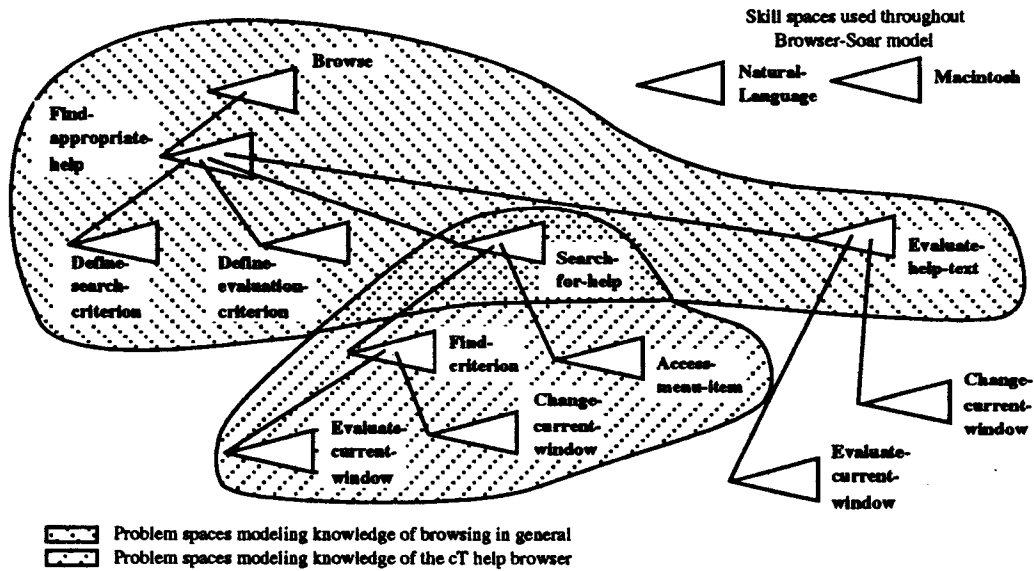 Skill spaces used throughout
Browser-Soar model
Natural-
Language
Macintosh
Browse
Find-
appropriate-
help
Define-
search-
criterion
Define-
evaluation-
criterion
Search-
for-help
Evaluate-
help-text
Find-
criterion
Access-
menu-item
Evaluate-
current-
window
Change-
current-
window
Change-
current-
window
Evaluate-
current-
window
Problem spaces modeling knowledge of browsing in general
Problem spaces modeling knowledge of the cT help browser